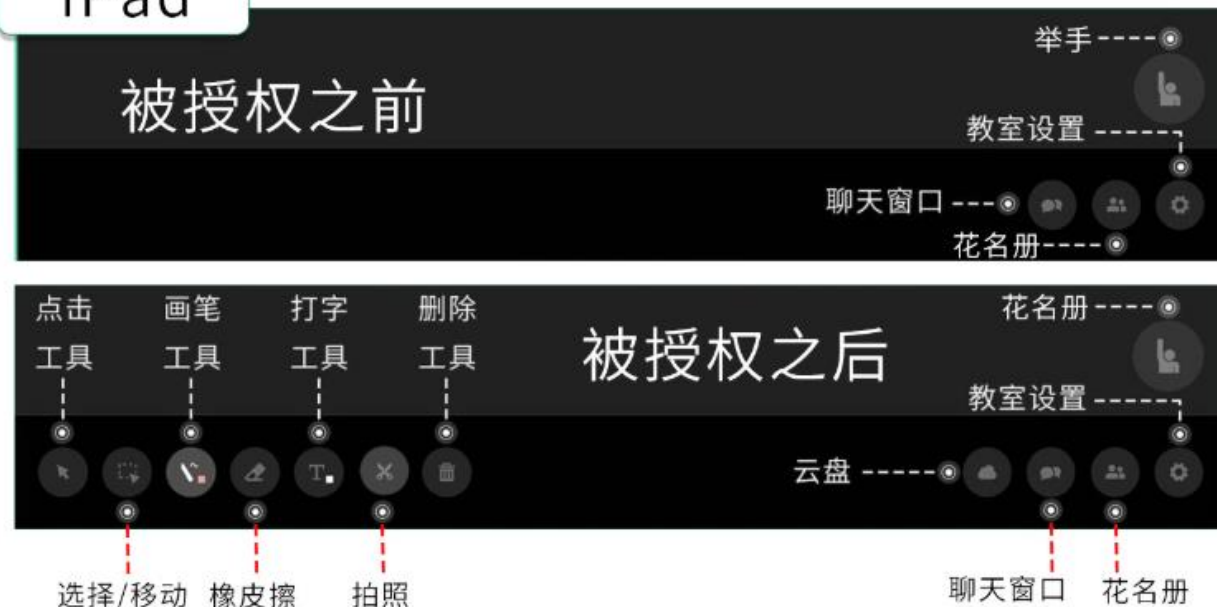 iPad
举手
被授权之前
教室设置
聊天窗口
花名册
点击 画笔 打字 删除 花名册
工具 工具 工具 工具 被授权之后
教室设置
T
云盘
选择/移动 橡皮擦 拍照 聊天窗口 花名册